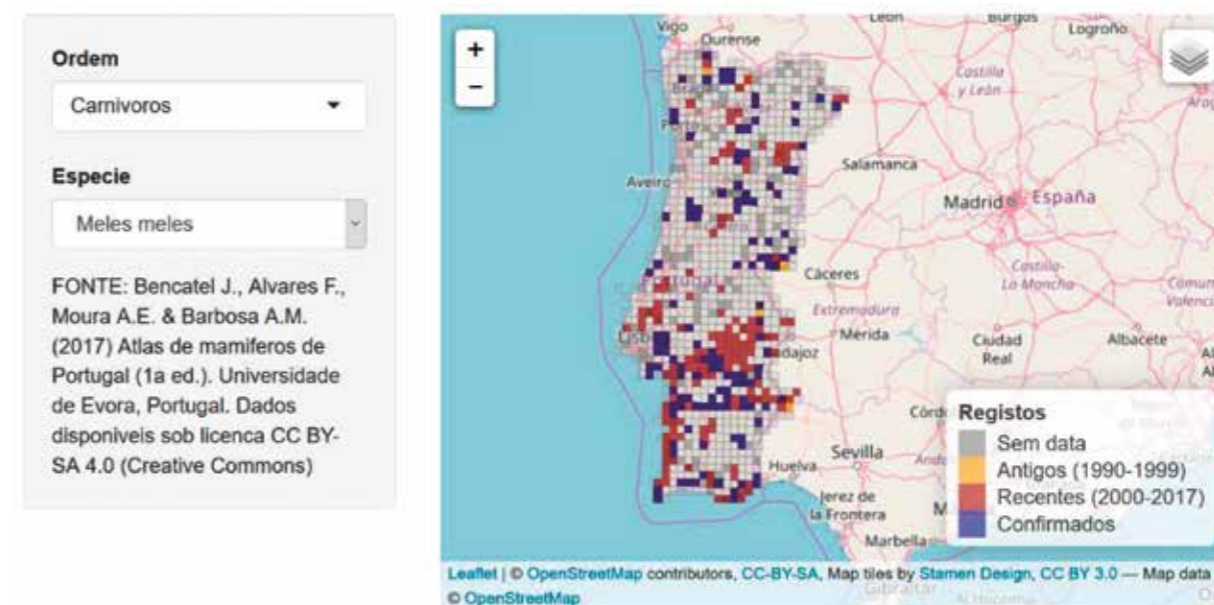 Ordem
Carnivoros
Especie
Meles meles
FONTE: Bencatel J., Alvares F.,
Moura A.E. & Barbosa A.M.
(2017) Atlas de mamiferos de
Portugal (1a ed.). Universidade
de Evora, Portugal. Dados
disponiveis sob licenca CC BY-
SA 4.0 (Creative Commons)
+
−
Vigo
Ourense
León
Burgos
Logroño
Castilla
y León
Salamanca
Aveiro
Madrid
España
Portugal
Cáceres
Castilla-
La Mancha
Extremadura
Mérida
Ciudad
Real
Albacete
Sevilla
Huelva
Jerez de
la Frontera
Marbella
Registos
Sem data
Antigos (1990-1999)
Recentes (2000-2017)
Confirmados
Leaflet | © OpenStreetMap contributors, CC-BY-SA, Map tiles by Stamen Design, CC BY 3.0 — Map data
© OpenStreetMap